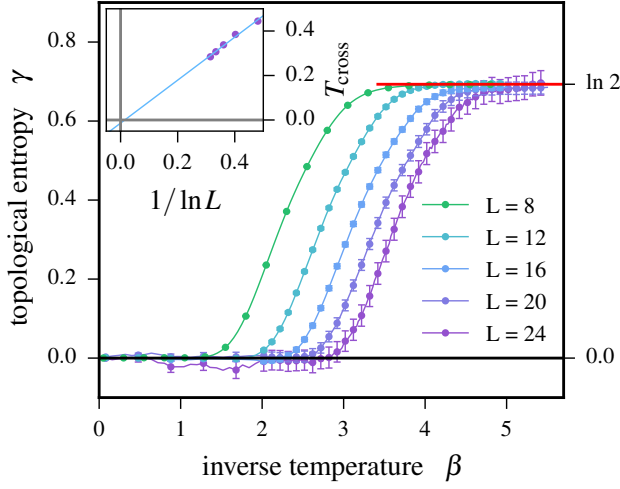 0.8
0.6
0.4
0.2
0.0
topological entropy γ
0.4
0.2
0.0
T_cross
0.0 0.2 0.4
1/ ln L
ln 2
0.0
L = 8
L = 12
L = 16
L = 20
L = 24
0 1 2 3 4 5
inverse temperature β